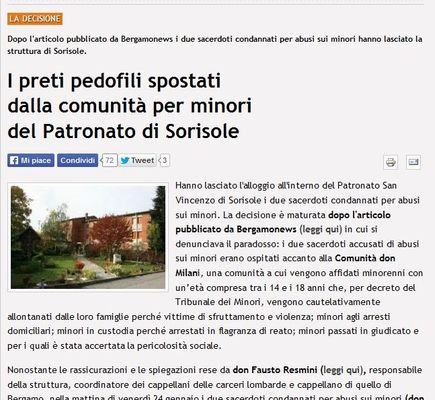 LA DECISIONE
Dopo l'articolo pubblicato da Bergamonews i due sacerdoti condannati per abusi sui minori hanno lasciato la
struttura di Sorisole.
I preti pedofili spostati
dalla comunità per minori
del Patronato di Sorisole
Mi piace Condividi 72 Tweet 3
Hanno lasciato l'alloggio all'interno del Patronato San
Vincenzo di Sorisole i due sacerdoti condannati per abusi
sui minori. La decisione è maturata dopo l'articolo
pubblicato da Bergamonews (leggi qui) in cui si
denunciava il paradosso: i due sacerdoti accusati di abusi
sui minori erano ospitati accanto alla Comunità don
Milani, una comunità a cui vengono affidati minorenni con
un'età compresa tra i 14 e i 18 anni che, per decreto del
Tribunale dei Minori, vengono cautelativamente
allontanati dalle loro famiglie perché vittime di sfruttamento e violenza; minori agli arresti
domiciliari; minori in custodia perché arrestati in flagranza di reato; minori passati in giudicato e
per i quali è stata accertata la pericolosità sociale.
Nonostante le rassicurazioni e le spiegazioni rese da don Fausto Resmini (leggi qui), responsabile
della struttura, coordinatore dei cappellani delle carceri lombarde e cappellano di quello di
Bergamo, nella mattina di venerdì 24 gennaio i due sacerdoti condannati per abusi sui minori (don